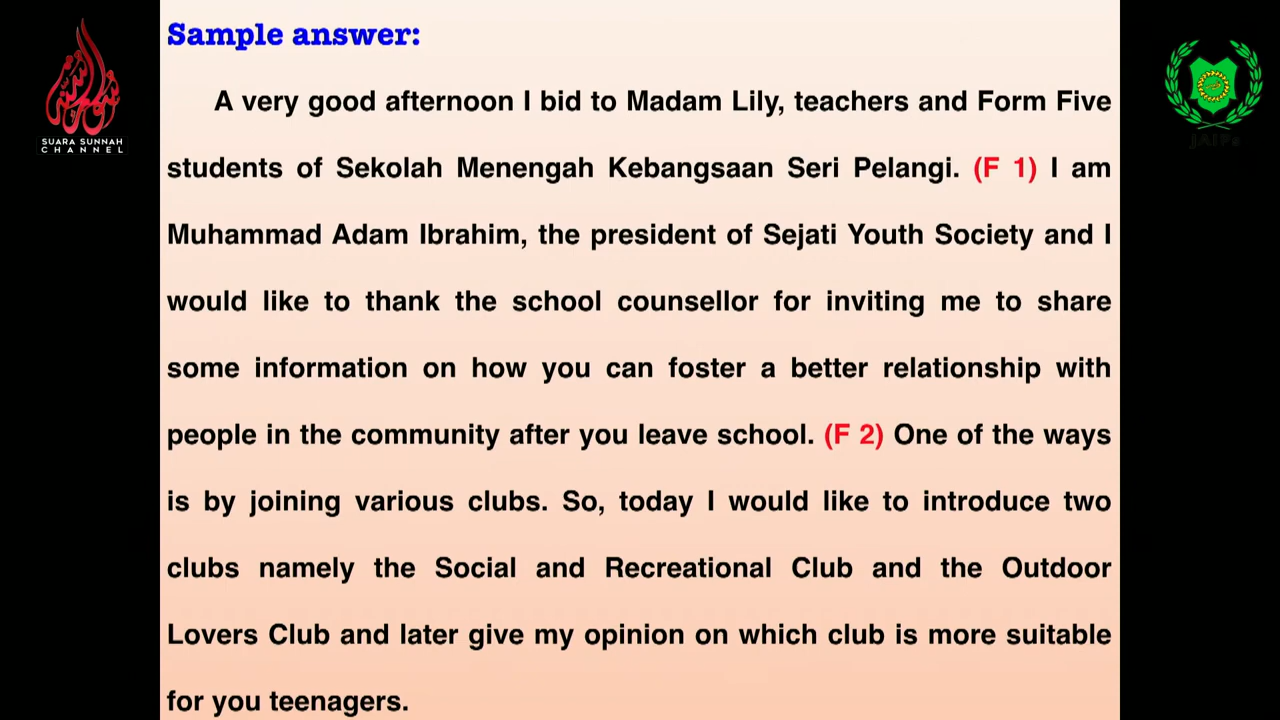 Sample answer:
A very good afternoon I bid to Madam Lily, teachers and Form Five
students of Sekolah Menengah Kebangsaan Seri Pelangi. (F 1) I am
Muhammad Adam Ibrahim, the president of Sejati Youth Society and I
would like to thank the school counsellor for inviting me to share
some information on how you can foster a better relationship with
people in the community after you leave school. (F 2) One of the ways
is by joining various clubs. So, today I would like to introduce two
clubs namely the Social and Recreational Club and the Outdoor
Lovers Club and later give my opinion on which club is more suitable
for you teenagers.
SUARA SUNNAH
CHANNEL
JAIPs